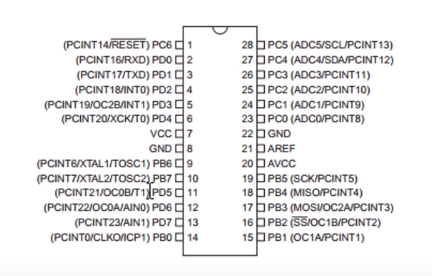 (PCINT14/RESET) PC6 1 28 PC5 (ADC5/SCL/PCINT13)
(PCINT16/RXD) PD0 2 27 PC4 (ADC4/SDA/PCINT12)
(PCINT17/TXD) PD1 3 26 PC3 (ADC3/PCINT11)
(PCINT18/INT0) PD2 4 25 PC2 (ADC2/PCINT10)
(PCINT19/OC2B/INT1) PD3 5 24 PC1 (ADC1/PCINT9)
(PCINT20/XCK/T0) PD4 6 23 PC0 (ADC0/PCINT8)
VCC 7 22 GND
GND 8 21 AREF
(PCINT6/XTAL1/TOSC1) PB6 9 20 AVCC
(PCINT7/XTAL2/TOSC2) PB7 10 19 PB5 (SCK/PCINT5)
(PCINT21/OC0B/T1) PD5 11 18 PB4 (MISO/PCINT4)
(PCINT22/OC0A/AIN0) PD6 12 17 PB3 (MOSI/OC2A/PCINT3)
(PCINT23/AIN1) PD7 13 16 PB2 (SS/OC1B/PCINT2)
(PCINT0/CLKO/ICP1) PB0 14 15 PB1 (OC1A/PCINT1)